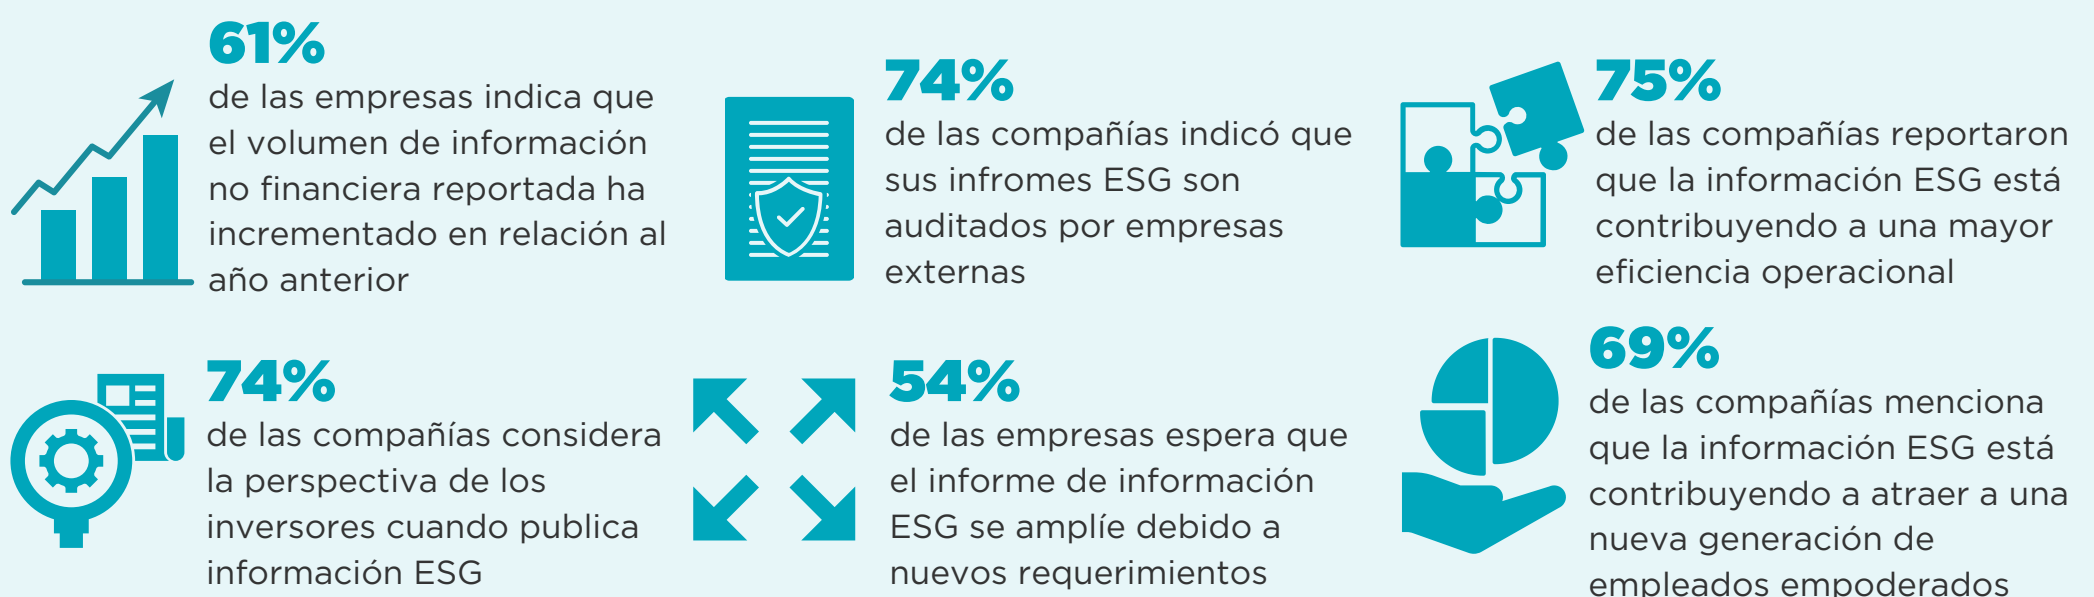 61%
de las empresas indica que
el volumen de información
no financiera reportada ha
incrementado en relación al
año anterior
74%
de las compañías indicó que
sus infromes ESG son
auditados por empresas
externas
75%
de las compañías reportaron
que la información ESG está
contribuyendo a una mayor
eficiencia operacional
74%
de las compañías considera
la perspectiva de los
inversores cuando publica
información ESG
54%
de las empresas espera que
el informe de información
ESG se amplíe debido a
nuevos requerimientos
69%
de las compañías menciona
que la información ESG está
contribuyendo a atraer a una
nueva generación de
empleados empoderados